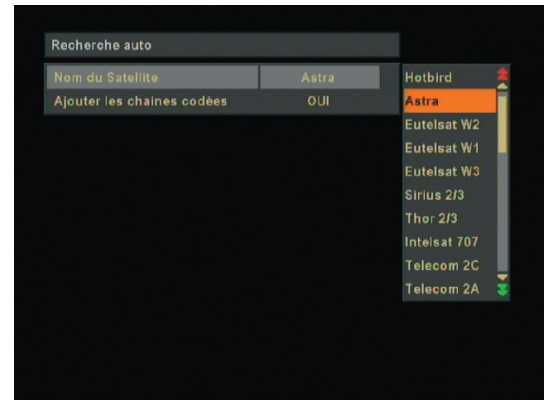 Recherche auto
Nom du Satellite Astra
Ajouter les chaines codées OUI
Hotbird
Astra
Eutelsat W2
Eutelsat W1
Eutelsat W3
Sirius 2/3
Thor 2/3
Intelsat 707
Telecom 2C
Telecom 2A